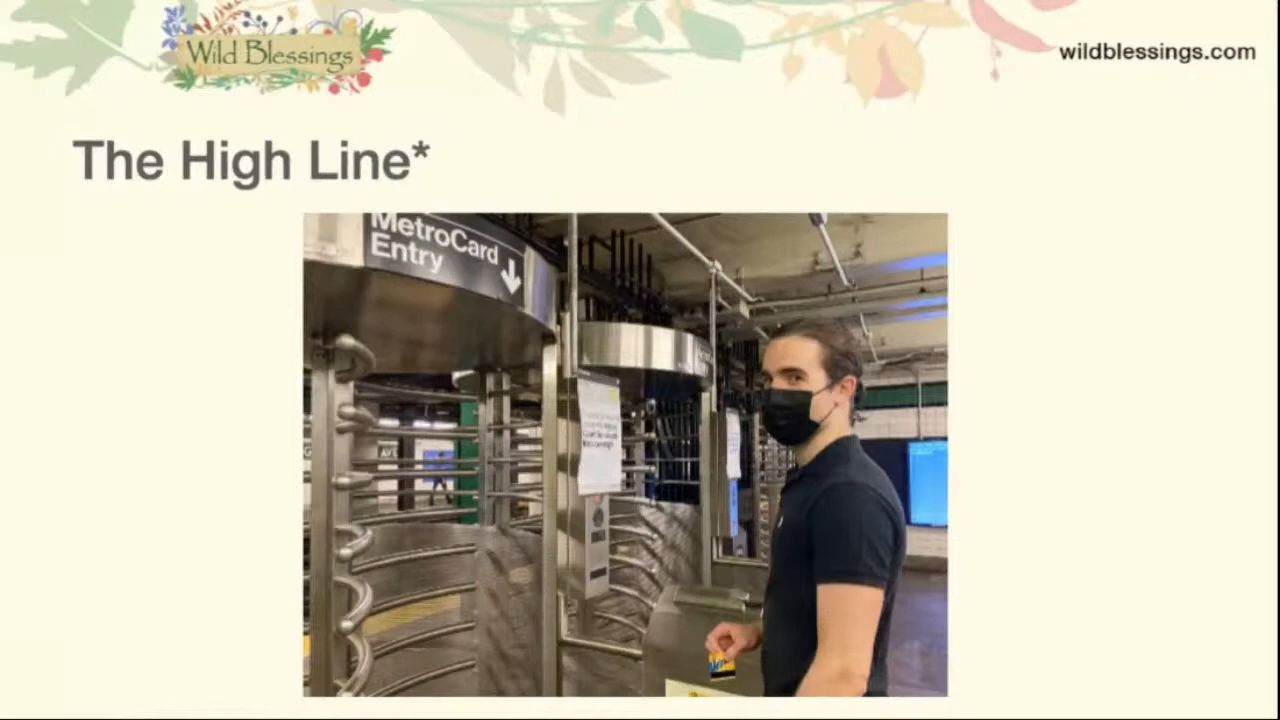 Wild Blessings
wildblessings.com
The High Line*
MetroCard
Entry